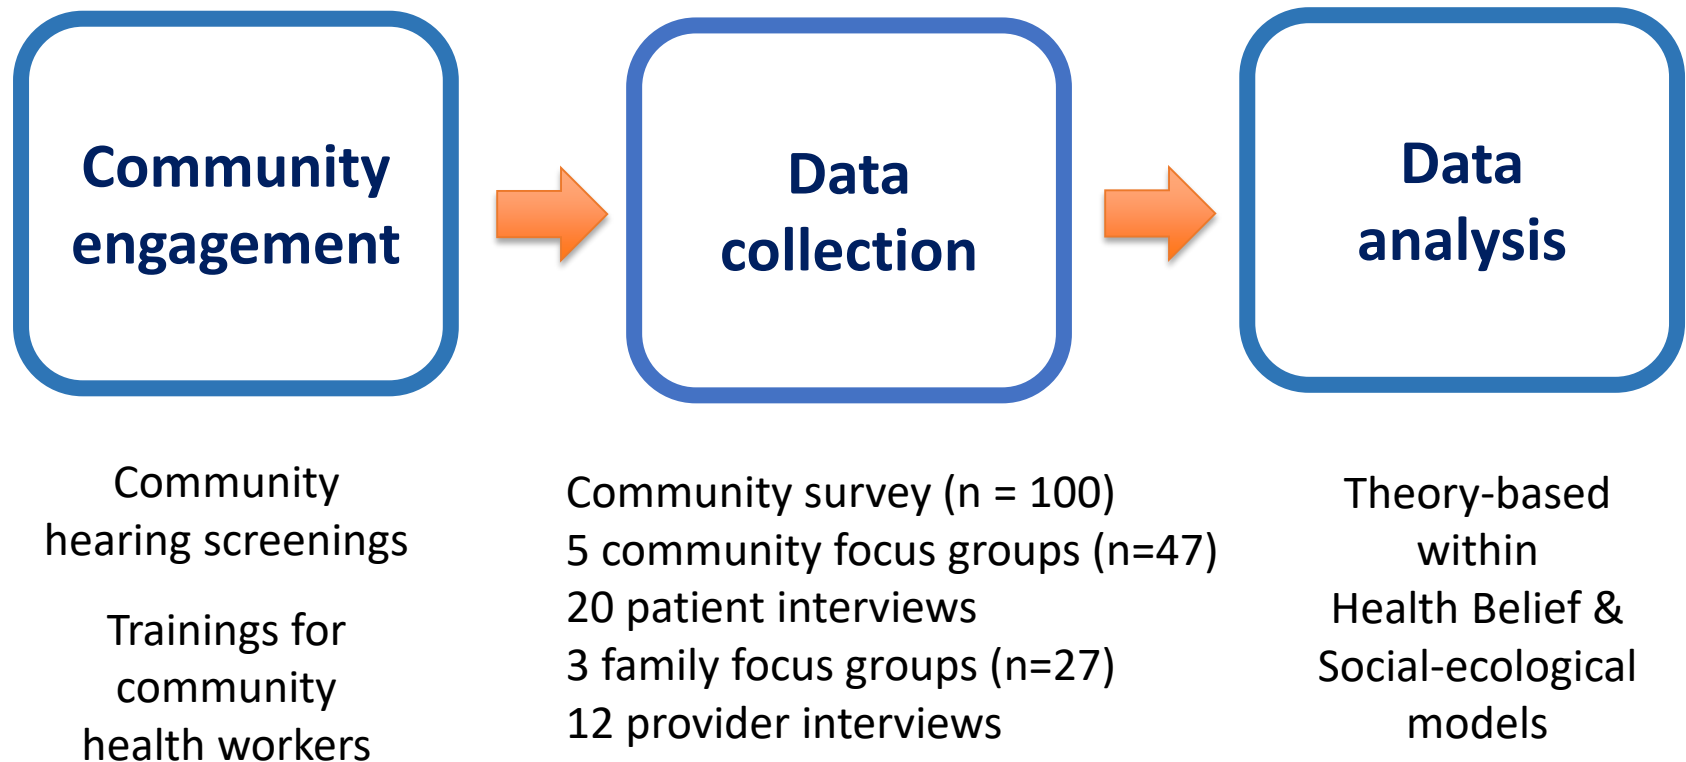 Community
engagement
Data
collection
Data
analysis
Community
hearing screenings
Trainings for
community
health workers
Community survey (n = 100)
5 community focus groups (n=47)
20 patient interviews
3 family focus groups (n=27)
12 provider interviews
Theory-based
within
Health Belief &
Social-ecological
models